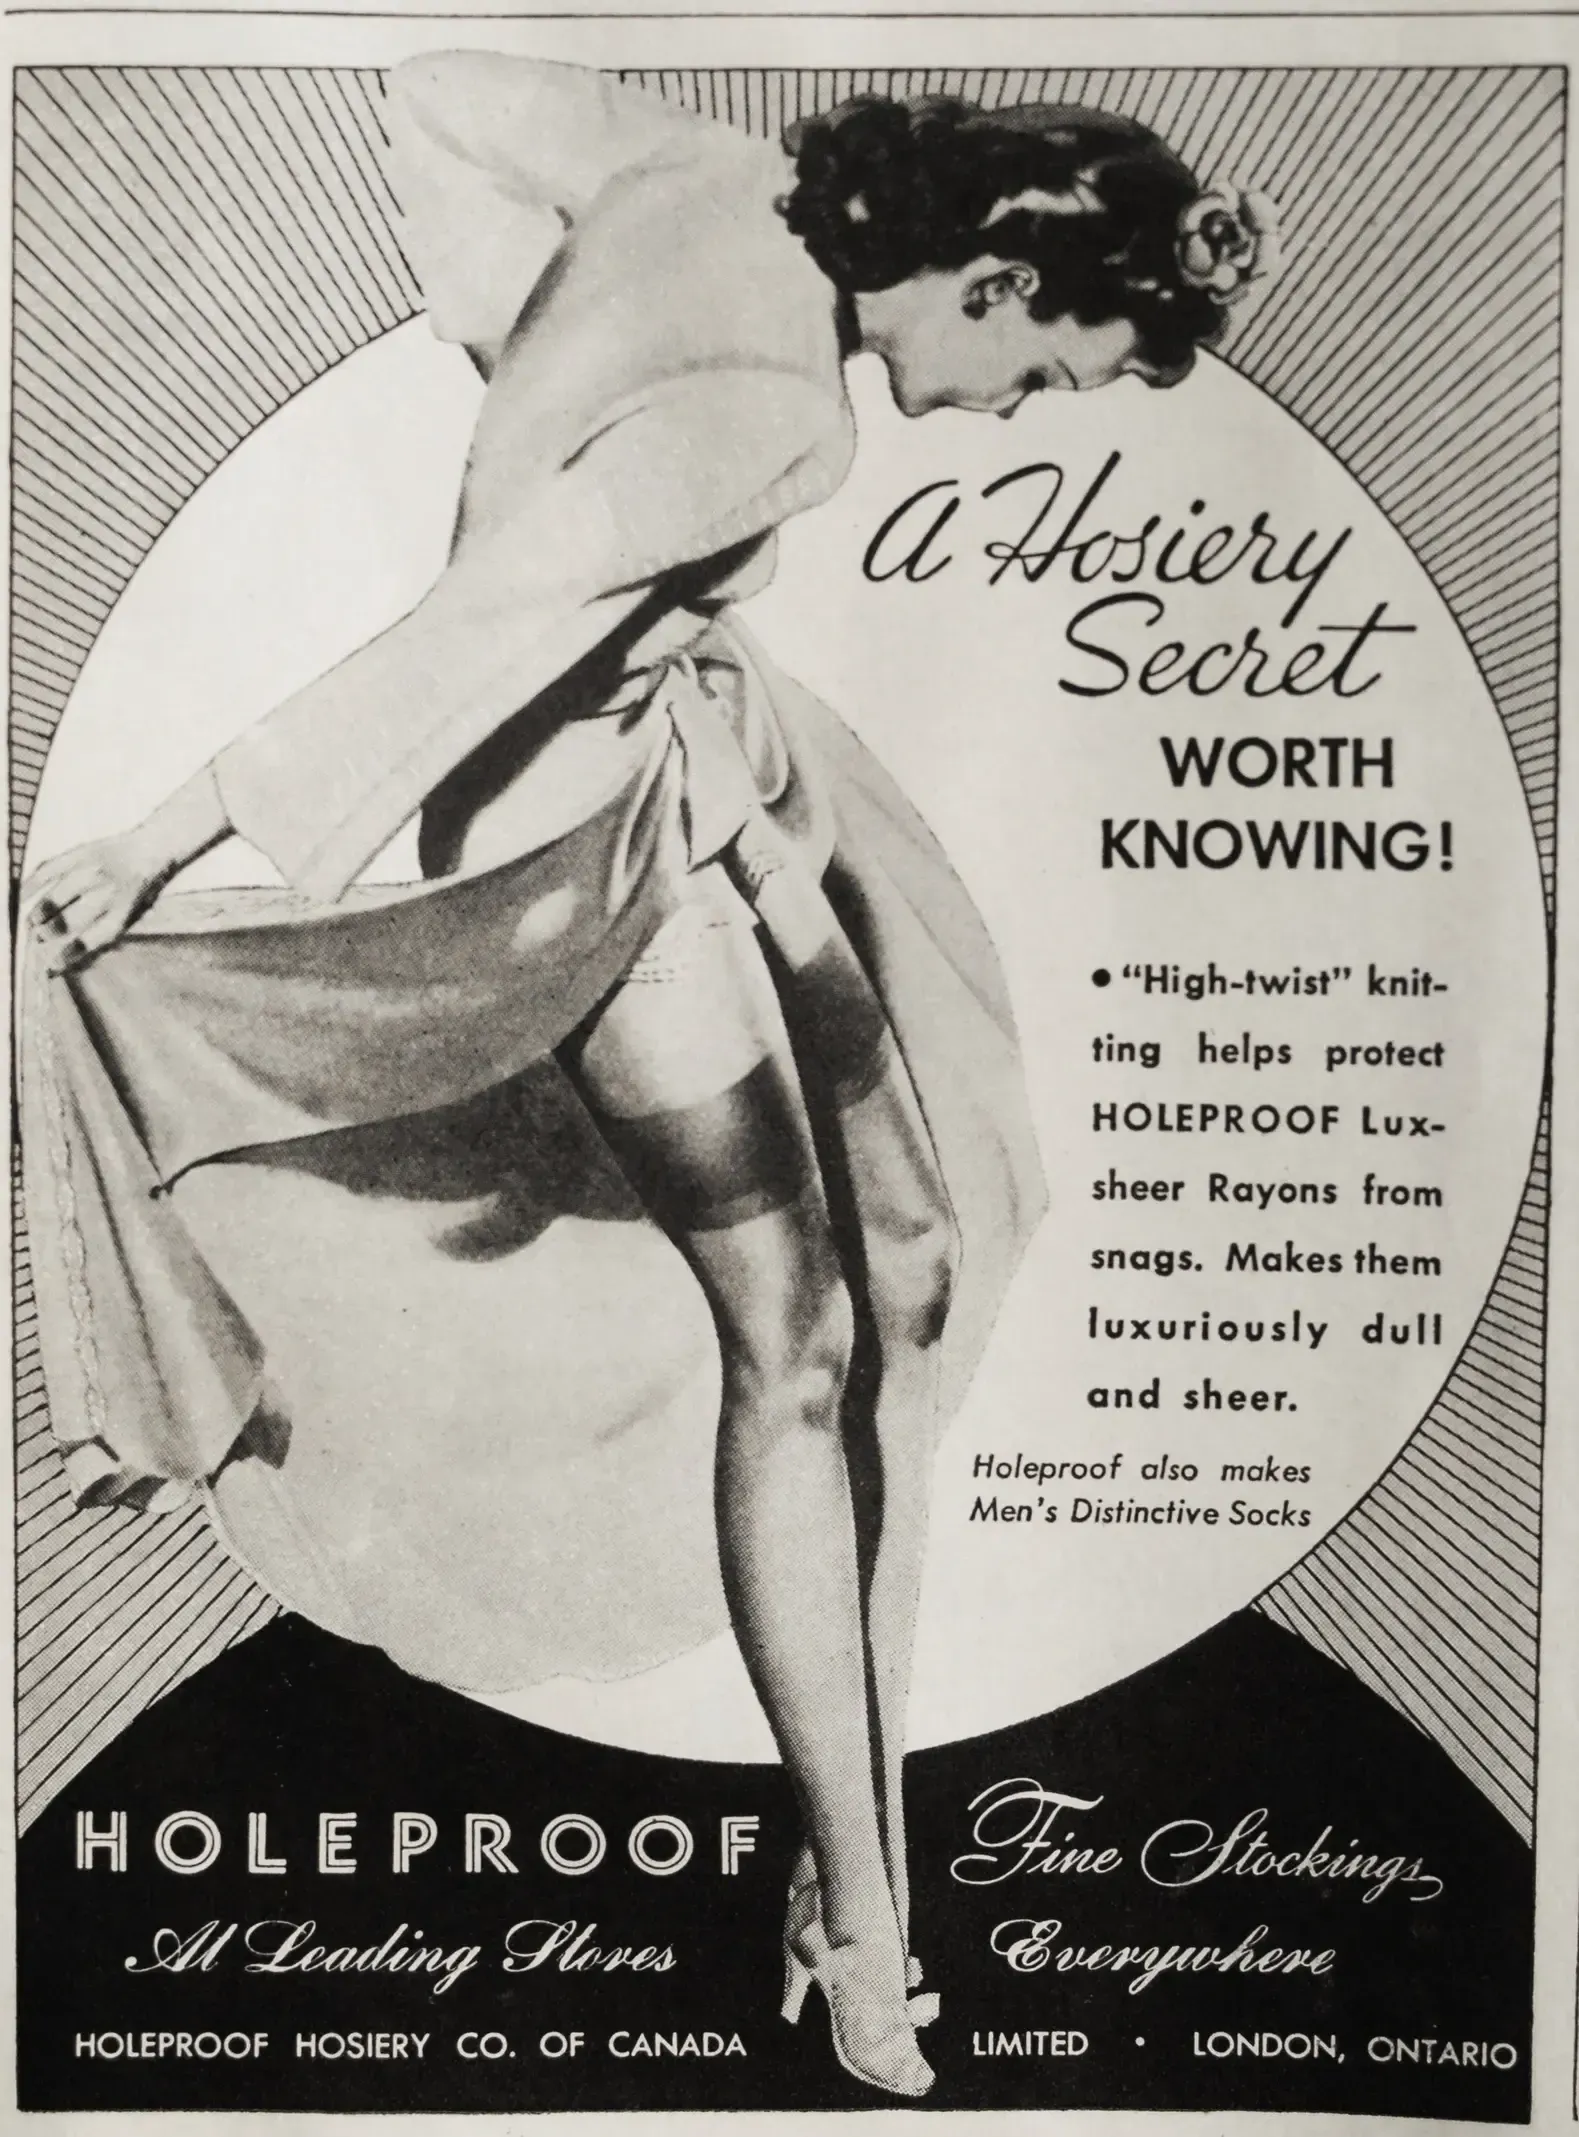 A Hosiery
Secret
WORTH
KNOWING!
• “High-twist” knit-
ting helps protect
HOLEPROOF Lux-
sheer Rayons from
snags. Makes them
luxuriously dull
and sheer.
Holeproof also makes
Men's Distinctive Socks
HOLEPROOF Fine Stockings
At Leading Stores Everywhere
HOLEPROOF HOSIERY CO. OF CANADA LIMITED • LONDON, ONTARIO